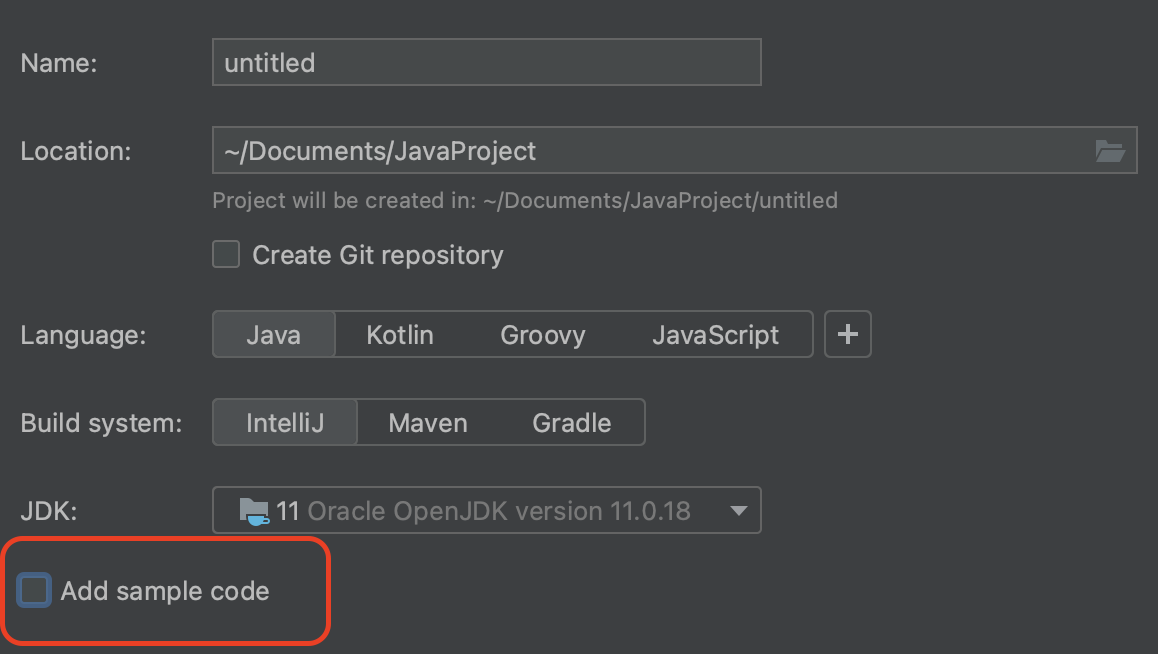 Name: untitled
Location: ~/Documents/JavaProject
Project will be created in: ~/Documents/JavaProject/untitled
Create Git repository
Language: Java Kotlin Groovy JavaScript +
Build system: IntelliJ Maven Gradle
JDK: 11 Oracle OpenJDK version 11.0.18
Add sample code